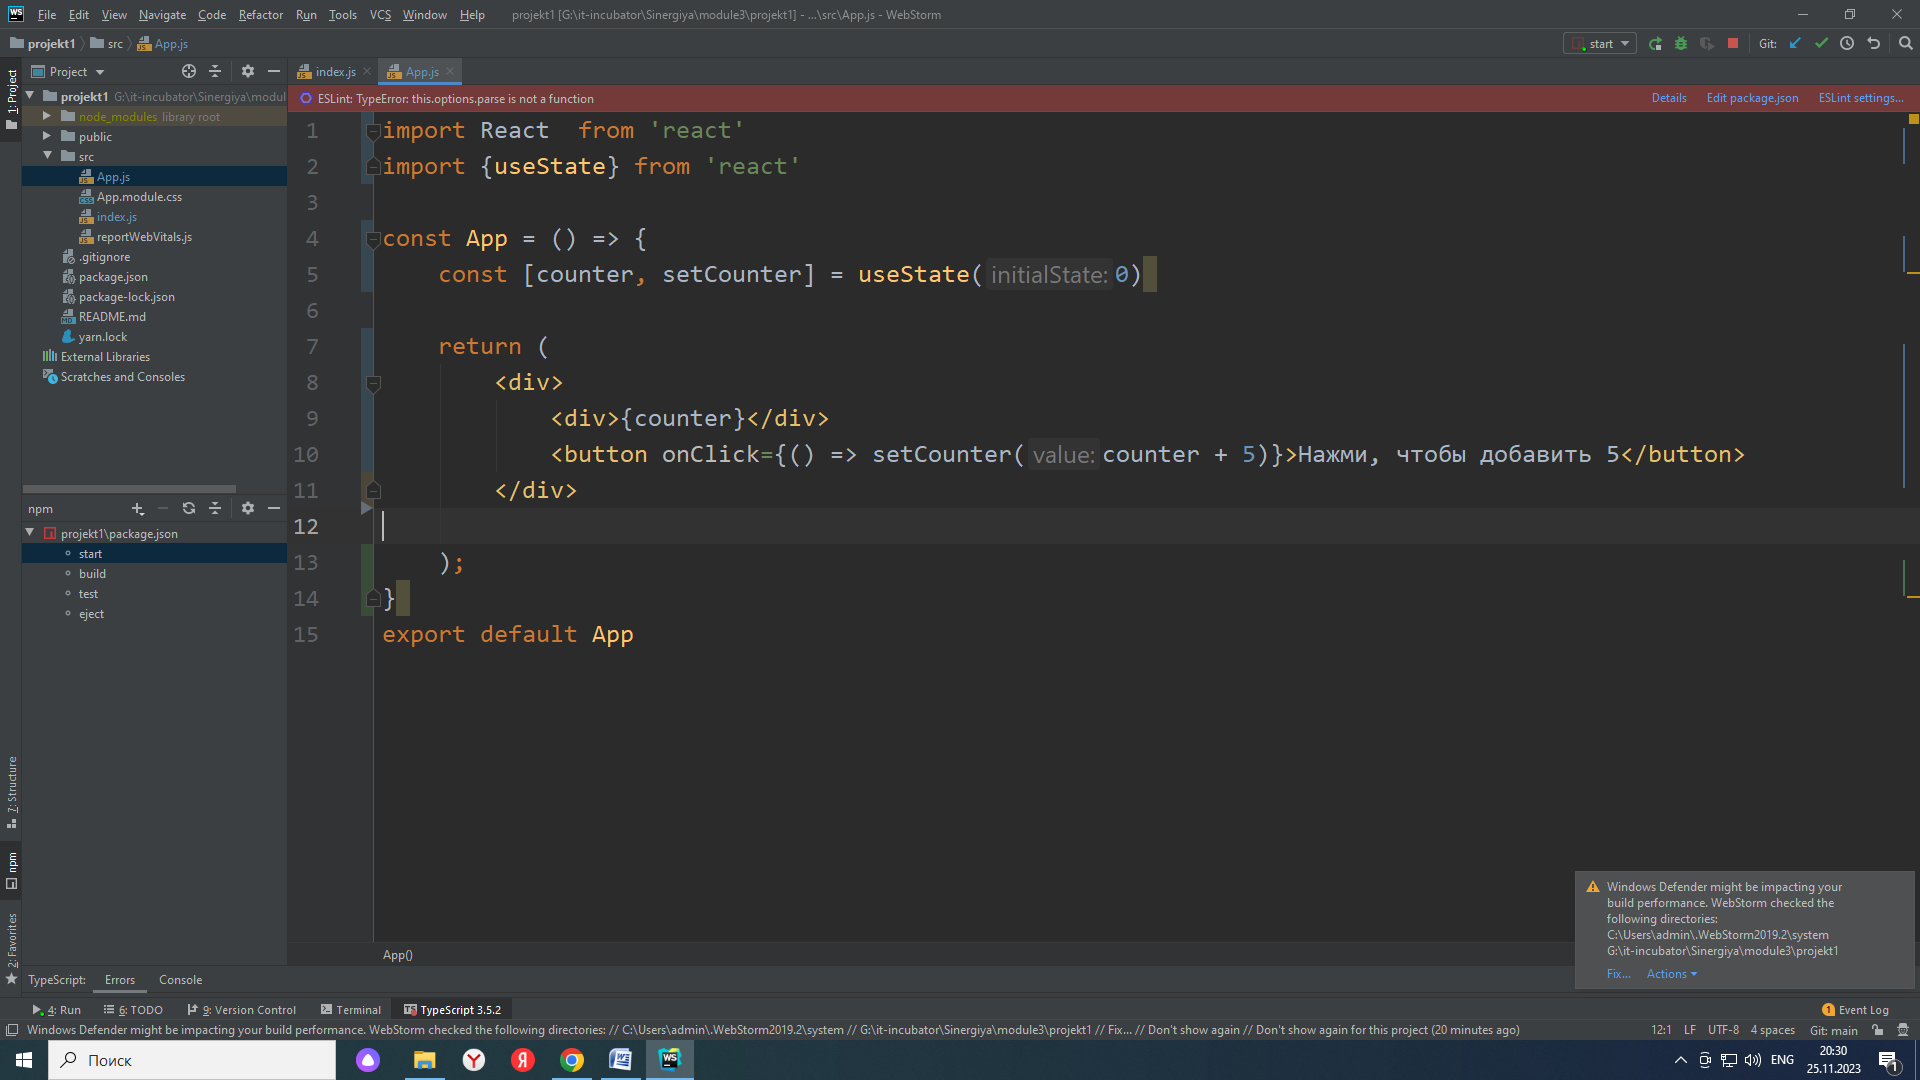 WS File Edit View Navigate Code Refactor Run Tools VCS Window Help projekt1 [G:\it-incubator\Sinergiya\module3\projekt1] - ...\src\App.js - WebStorm
projekt1 src App.js start Git:
1: Project
Project
projekt1 G:\it-incubator\Sinergiya\modul
node_modules library root
public
src
App.js
App.module.css
index.js
reportWebVitals.js
.gitignore
package.json
package-lock.json
README.md
yarn.lock
External Libraries
Scratches and Consoles
npm
projekt1\package.json
start
build
test
eject
7: Structure
npm
2: Favorites
index.js App.js
ESLint: TypeError: this.options.parse is not a function Details Edit package.json ESLint settings...
1 import React  from 'react'
2 import {useState} from 'react'
3
4 const App = () => {
5     const [counter, setCounter] = useState( initialState: 0)
6
7     return (
8         <div>
9             <div>{counter}</div>
10             <button onClick={() => setCounter( value: counter + 5)}>Нажми, чтобы добавить 5</button>
11         </div>
12
13     );
14 }
15 export default App
App()
Windows Defender might be impacting your
build performance. WebStorm checked the
following directories:
C:\Users\admin\.WebStorm2019.2\system
G:\it-incubator\Sinergiya\module3\projekt1
Fix... Actions
TypeScript: Errors Console
4: Run 6: TODO 9: Version Control Terminal TypeScript 3.5.2 1 Event Log
Windows Defender might be impacting your build performance. WebStorm checked the following directories: // C:\Users\admin\.WebStorm2019.2\system // G:\it-incubator\Sinergiya\module3\projekt1 // Fix... // Don't show again // Don't show again for this project (20 minutes ago) 12:1 LF UTF-8 4 spaces Git: main
Поиск
ENG
20:30
25.11.2023
1